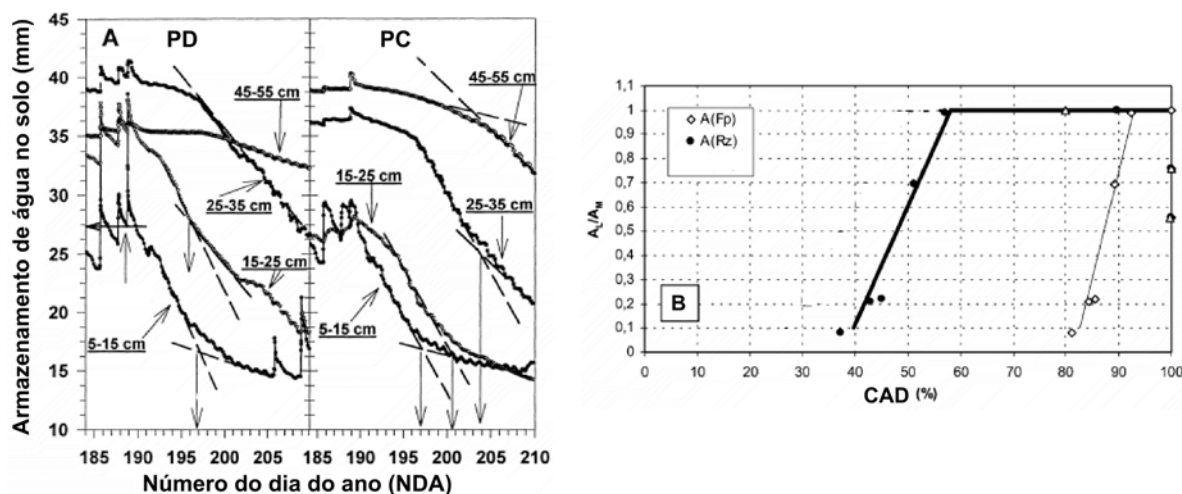 Armazenamento de água no solo (mm)
45
40
35
30
25
20
15
10
A
PD
PC
45-55 cm
25-35 cm
15-25 cm
5-15 cm
45-55 cm
15-25 cm
25-35 cm
5-15 cm
185 190 195 200 205 185 190 195 200 205 210
Número do dia do ano (NDA)
A_L/A_M
1,1
1
0,9
0,8
0,7
0,6
0,5
0,4
0,3
0,2
0,1
0
A(Fp)
A(Rz)
B
0 10 20 30 40 50 60 70 80 90 100
CAD (%)